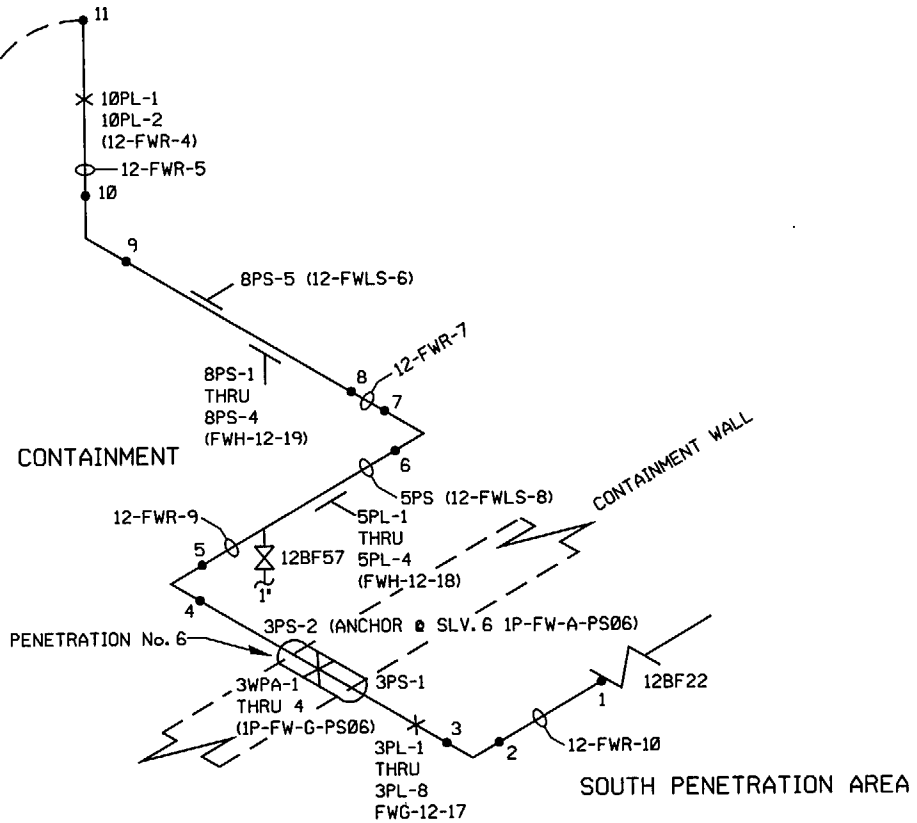 11
10PL-1
10PL-2
(12-FWR-4)
12-FWR-5
10
9
8PS-5 (12-FWLS-6)
12-FWR-7
8PS-1
THRU
8PS-4
(FWH-12-19)
8
7
CONTAINMENT
6
CONTAINMENT WALL
5PS (12-FWLS-8)
12-FWR-9
5PL-1
THRU
5PL-4
(FWH-12-18)
12BF57
5
1"
4
3PS-2 (ANCHOR @ SLV.6 1P-FW-A-PS06)
PENETRATION No.6
3PS-1
3WPA-1
THRU 4
(1P-FW-G-PS06)
12BF22
1
3
2
12-FWR-10
3PL-1
THRU
3PL-8
FWG-12-17
SOUTH PENETRATION AREA